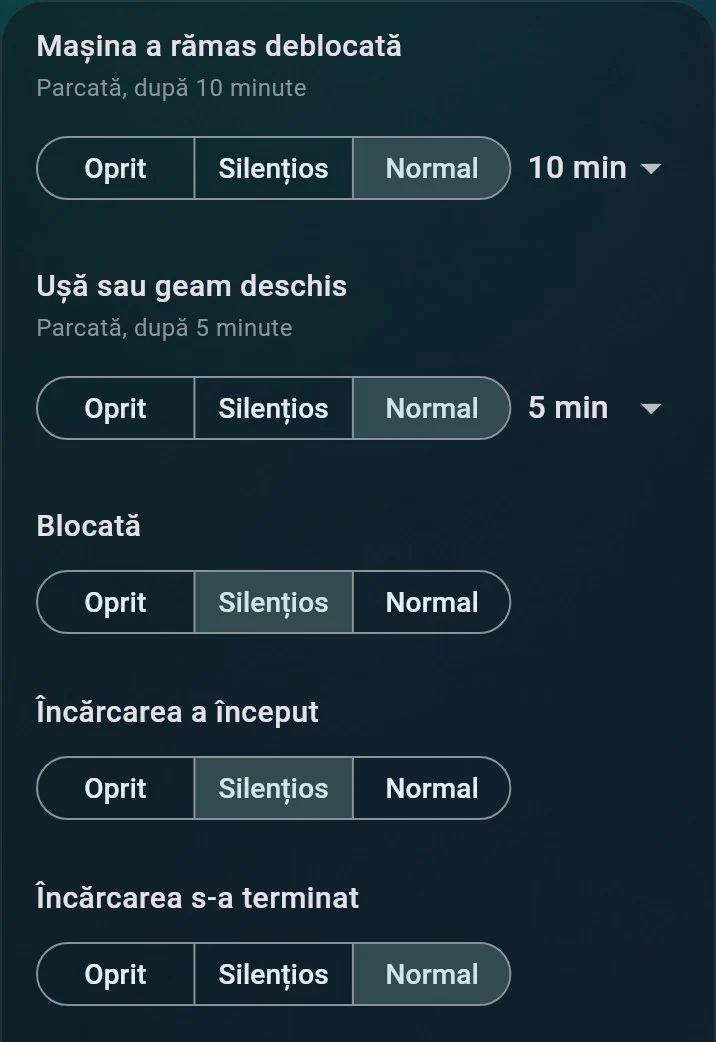 Mașina a rămas deblocată
Parcată, după 10 minute
Oprit Silențios Normal 10 min
Ușă sau geam deschis
Parcată, după 5 minute
Oprit Silențios Normal 5 min
Blocată
Oprit Silențios Normal
Încărcarea a început
Oprit Silențios Normal
Încărcarea s-a terminat
Oprit Silențios Normal